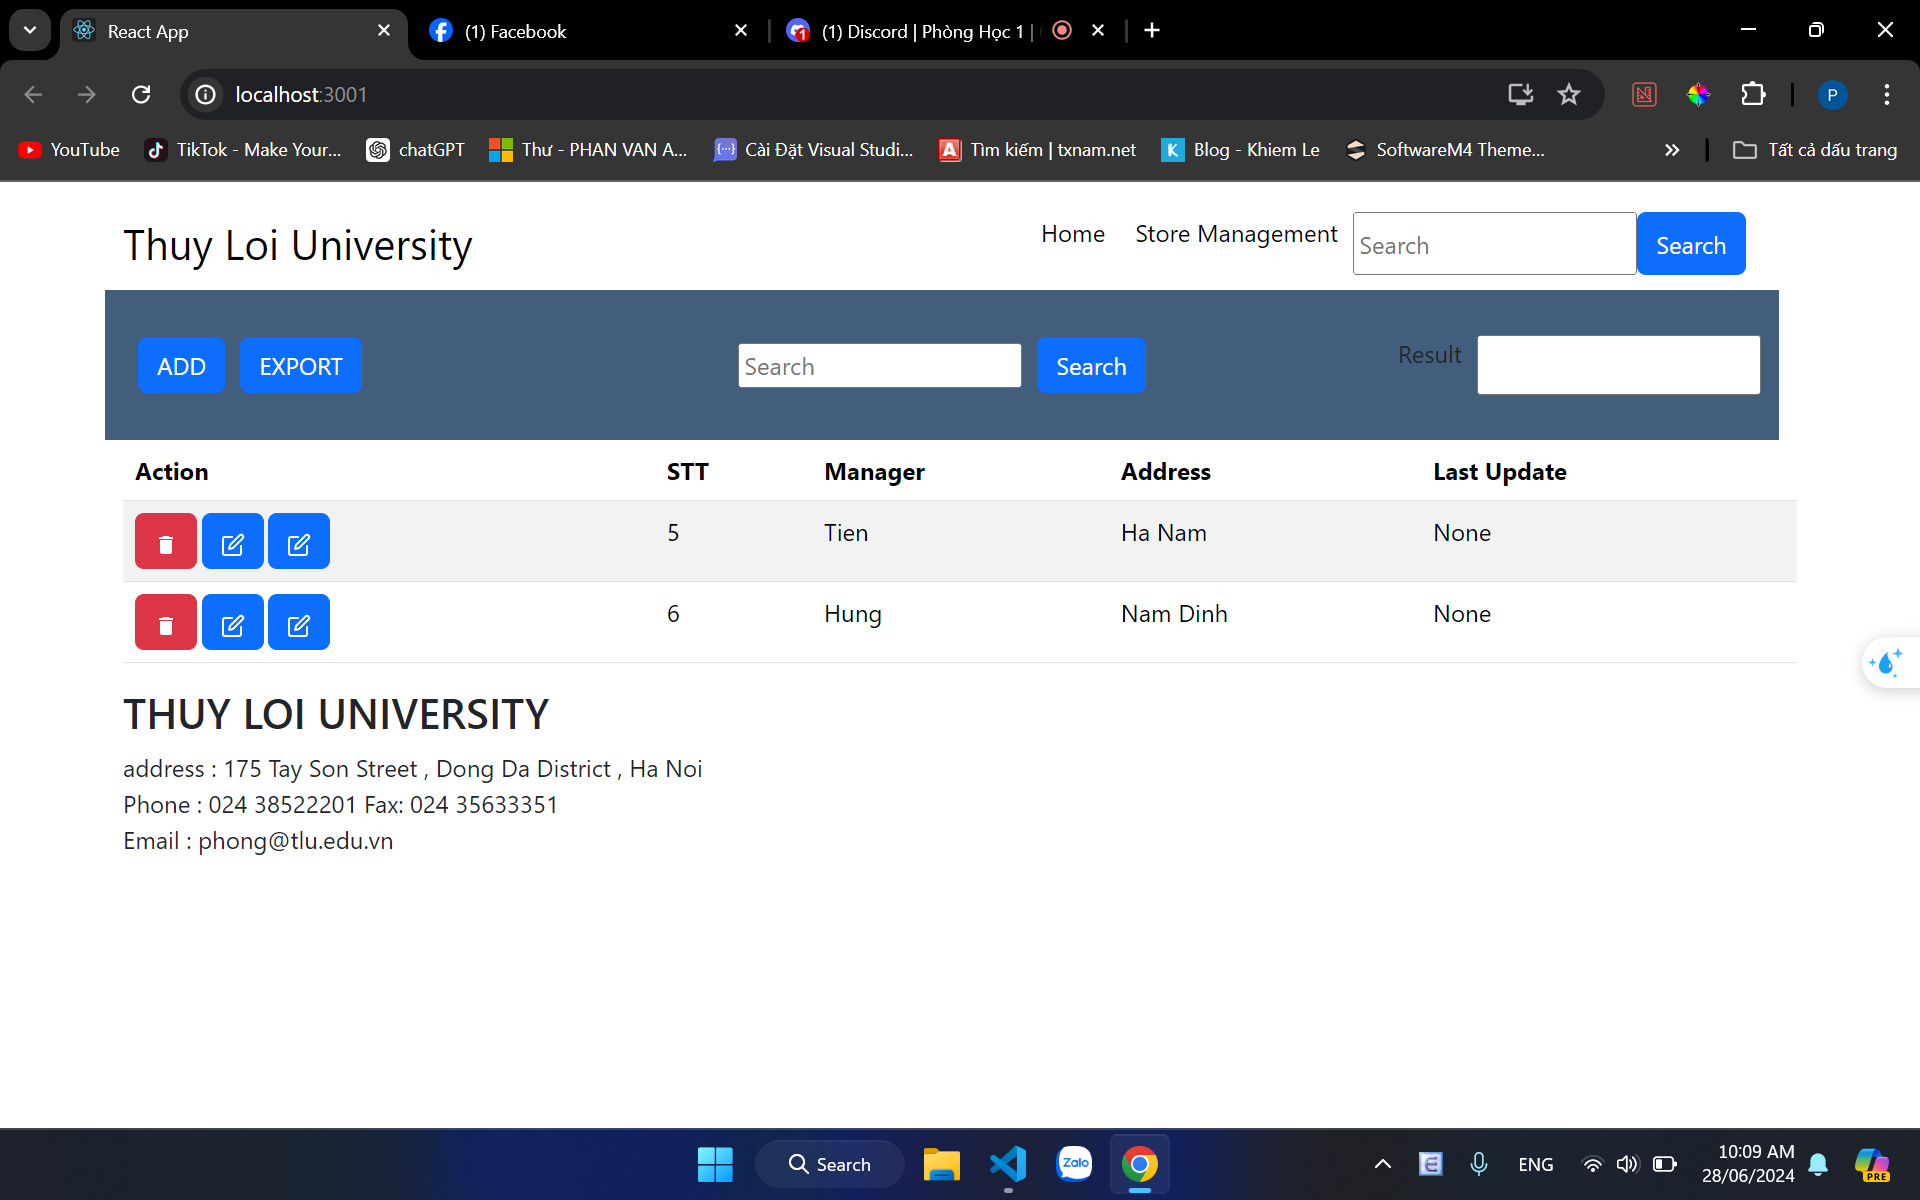 React App
(1) Facebook
(1) Discord | Phòng Học 1 |
localhost:3001
P
YouTube
TikTok - Make Your...
chatGPT
Thư - PHAN VAN A...
Cài Đặt Visual Studi...
Tìm kiếm | txnam.net
Blog - Khiem Le
SoftwareM4 Theme...
Tất cả dấu trang
Thuy Loi University
Home
Store Management
Search
Search
ADD
EXPORT
Search
Search
Result
Action STT Manager Address Last Update
5 Tien Ha Nam None
6 Hung Nam Dinh None
THUY LOI UNIVERSITY
address : 175 Tay Son Street , Dong Da District , Ha Noi
Phone : 024 38522201 Fax: 024 35633351
Email : phong@tlu.edu.vn
Search
Zalo
ENG
10:09 AM
28/06/2024
PRE